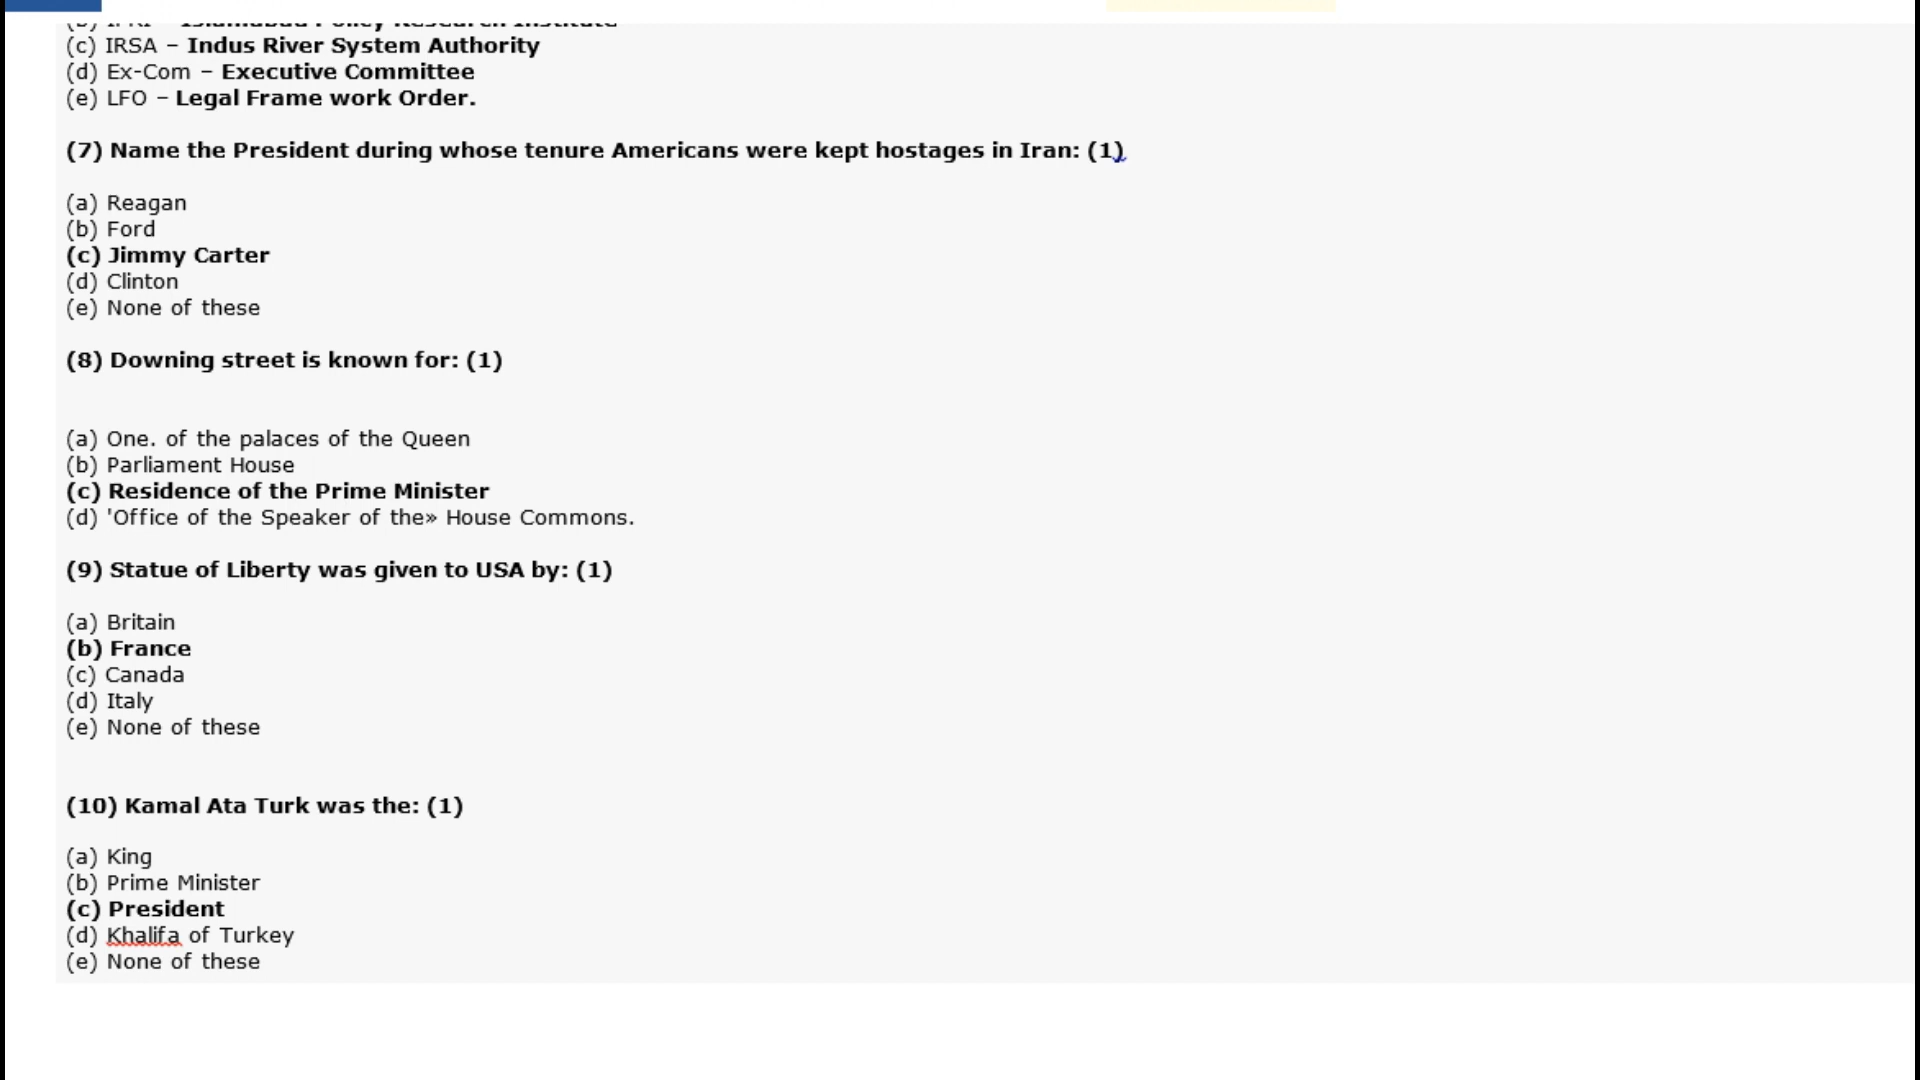 (b) IPRI – Islamabad Policy Research Institute
(c) IRSA – Indus River System Authority
(d) Ex-Com – Executive Committee
(e) LFO – Legal Frame work Order.
(7) Name the President during whose tenure Americans were kept hostages in Iran: (1)
(a) Reagan
(b) Ford
(c) Jimmy Carter
(d) Clinton
(e) None of these
(8) Downing street is known for: (1)
(a) One. of the palaces of the Queen
(b) Parliament House
(c) Residence of the Prime Minister
(d) 'Office of the Speaker of the» House Commons.
(9) Statue of Liberty was given to USA by: (1)
(a) Britain
(b) France
(c) Canada
(d) Italy
(e) None of these
(10) Kamal Ata Turk was the: (1)
(a) King
(b) Prime Minister
(c) President
(d) Khalifa of Turkey
(e) None of these